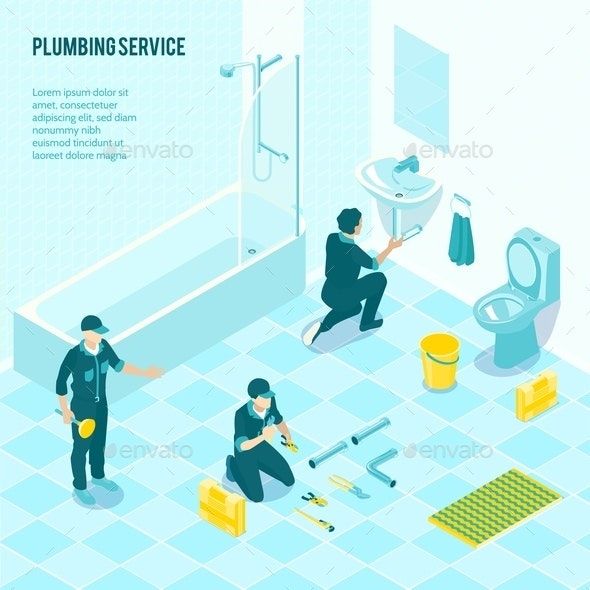 PLUMBING SERVICE
Lorem ipsum dolor sit
amet, consectetuer
adipiscing elit, sed diam
nonummy nibh
euismod tincidunt ut
laoreet dolore magna
envato
envato
envato
envato